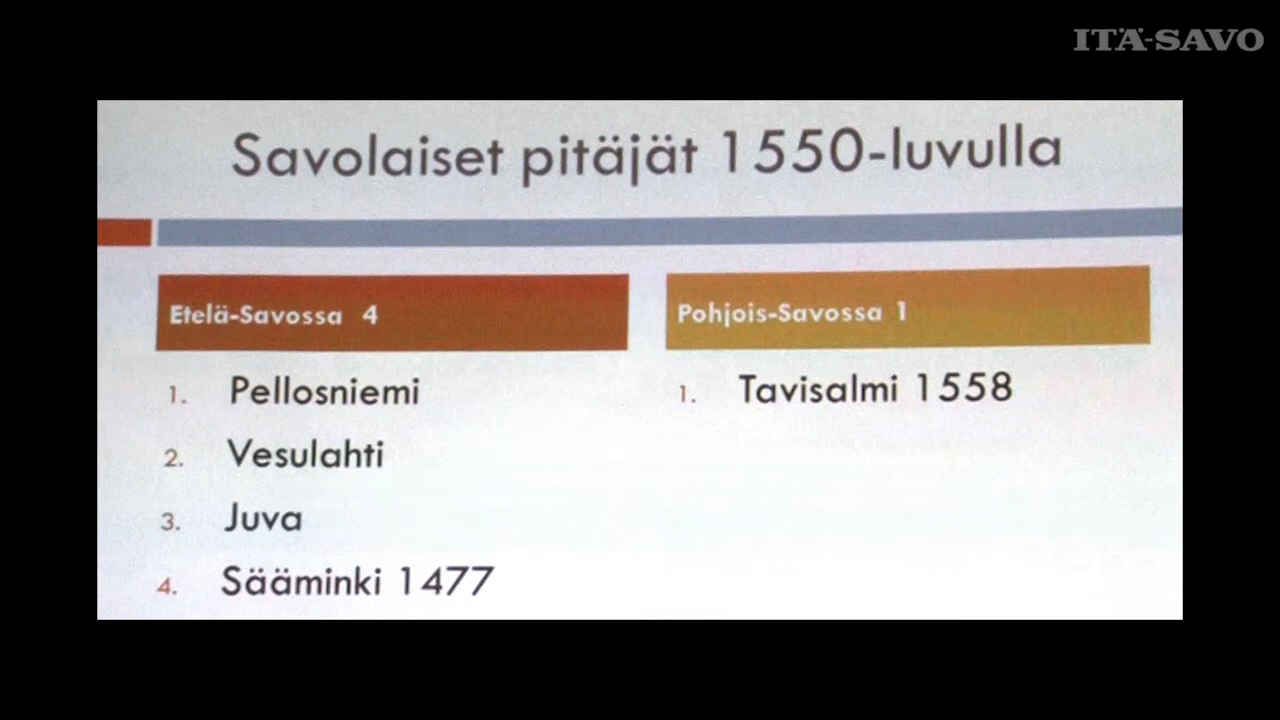 ITÄ-SAVO
Savolaiset pitäjät 1550-luvulla
Etelä-Savossa 4
1. Pellosniemi
2. Vesulahti
3. Juva
4. Sääminki 1477
Pohjois-Savossa 1
1. Tavisalmi 1558